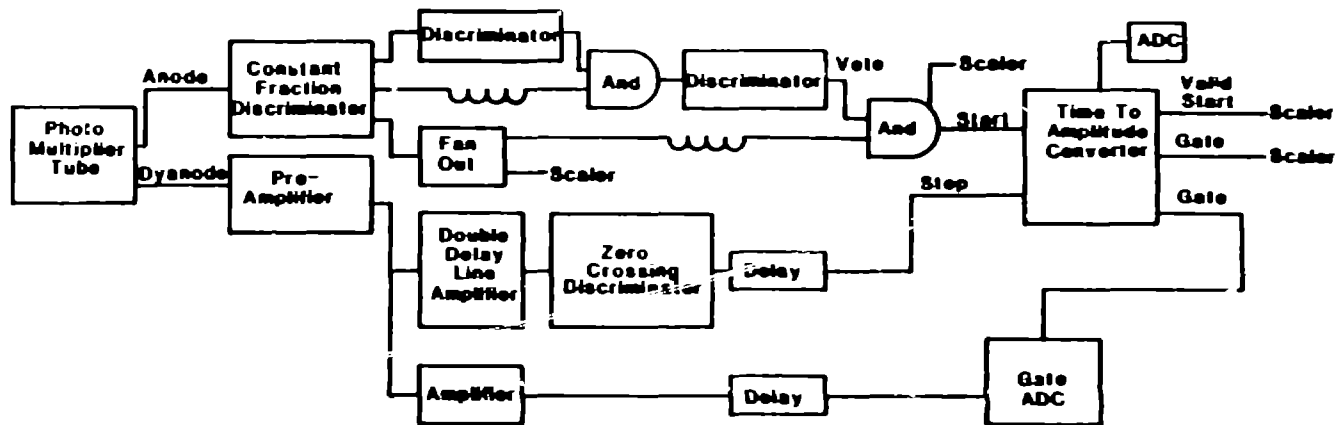 Photo
Multiplier
Tube
Anode
Dyanode
Constant
Fraction
Discriminator
Pre-
Amplifier
Discriminator
And
Discriminator
Veto
And
Scaler
Start
Fan
Out
Scaler
Stop
Time To
Amplitude
Converter
ADC
Valid
Start
Scaler
Gate
Scaler
Gate
Double
Delay
Line
Amplifier
Zero
Crossing
Discriminator
Delay
Amplifier
Delay
Gate
ADC